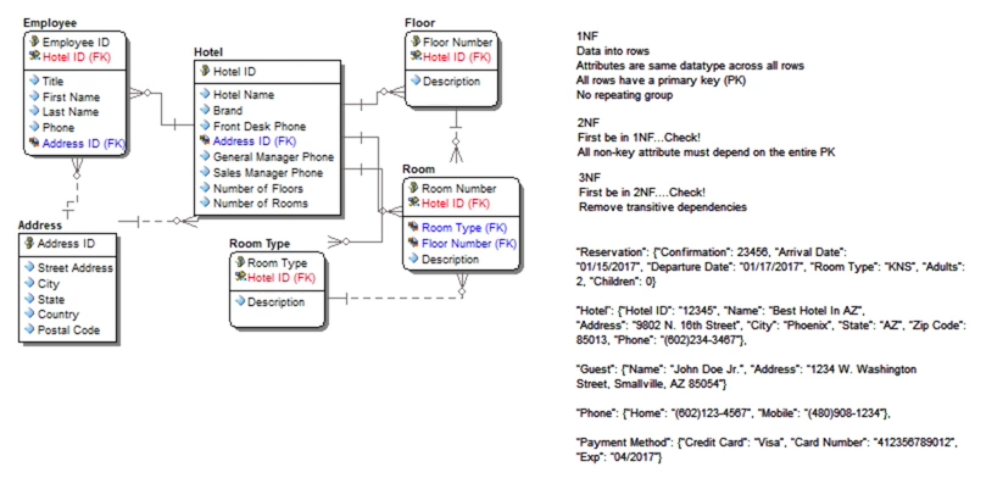 Employee
Employee ID
Hotel ID (FK)
Title
First Name
Last Name
Phone
Address ID (FK)
Hotel
Hotel ID
Hotel Name
Brand
Front Desk Phone
Address ID (FK)
General Manager Phone
Sales Manager Phone
Number of Floors
Number of Rooms
Floor
Floor Number
Hotel ID (FK)
Description
Room
Room Number
Hotel ID (FK)
Room Type (FK)
Floor Number (FK)
Description
Address
Address ID
Street Address
City
State
Country
Postal Code
Room Type
Room Type
Hotel ID (FK)
Description
1NF
Data into rows
Attributes are same datatype across all rows
All rows have a primary key (PK)
No repeating group
2NF
First be in 1NF...Check!
All non-key attribute must depend on the entire PK
3NF
First be in 2NF....Check!
Remove transitive dependencies
"Reservation": {"Confirmation": 23456, "Arrival Date":
"01/15/2017", "Departure Date": "01/17/2017", "Room Type": "KNS", "Adults":
2, "Children": 0}
"Hotel": {"Hotel ID": "12345", "Name": "Best Hotel In AZ",
"Address": "9802 N. 16th Street", "City": "Phoenix", "State": "AZ", "Zip Code":
85013, "Phone": "(602)234-3467"},
"Guest": {"Name": "John Doe Jr.", "Address": "1234 W. Washington
Street, Smallville, AZ 85054"}
"Phone": {"Home": "(602)123-4567", "Mobile": "(480)908-1234"},
"Payment Method": {"Credit Card": "Visa", "Card Number": "412356789012",
"Exp": "04/2017"}